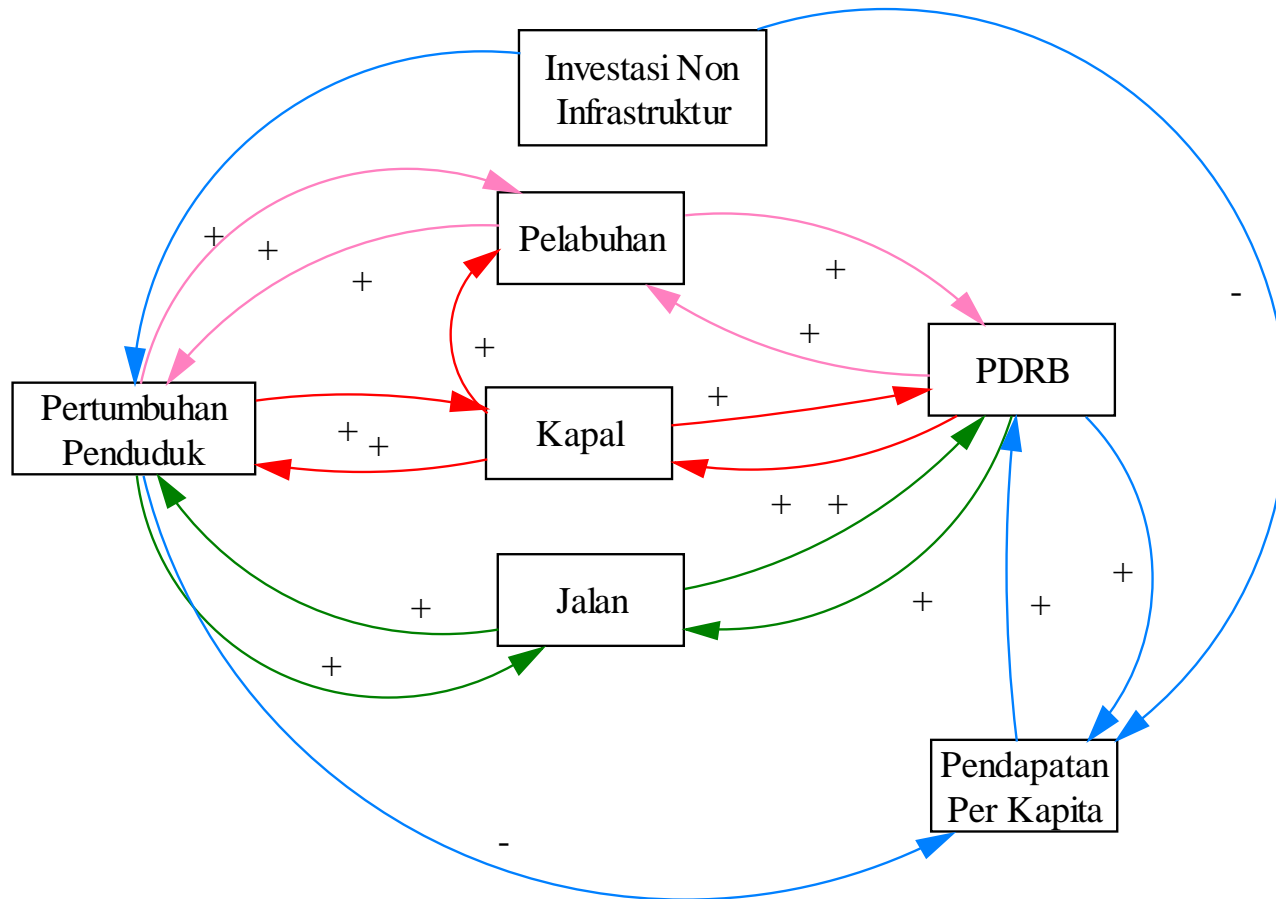 Investasi Non
Infrastruktur
-
+
+
+
+
+
+
Pelabuhan
PDRB
+
Pertumbuhan
Penduduk
+
+
Kapal
+
+
Jalan
+
+
+
+
+
Pendapatan
Per Kapita
-